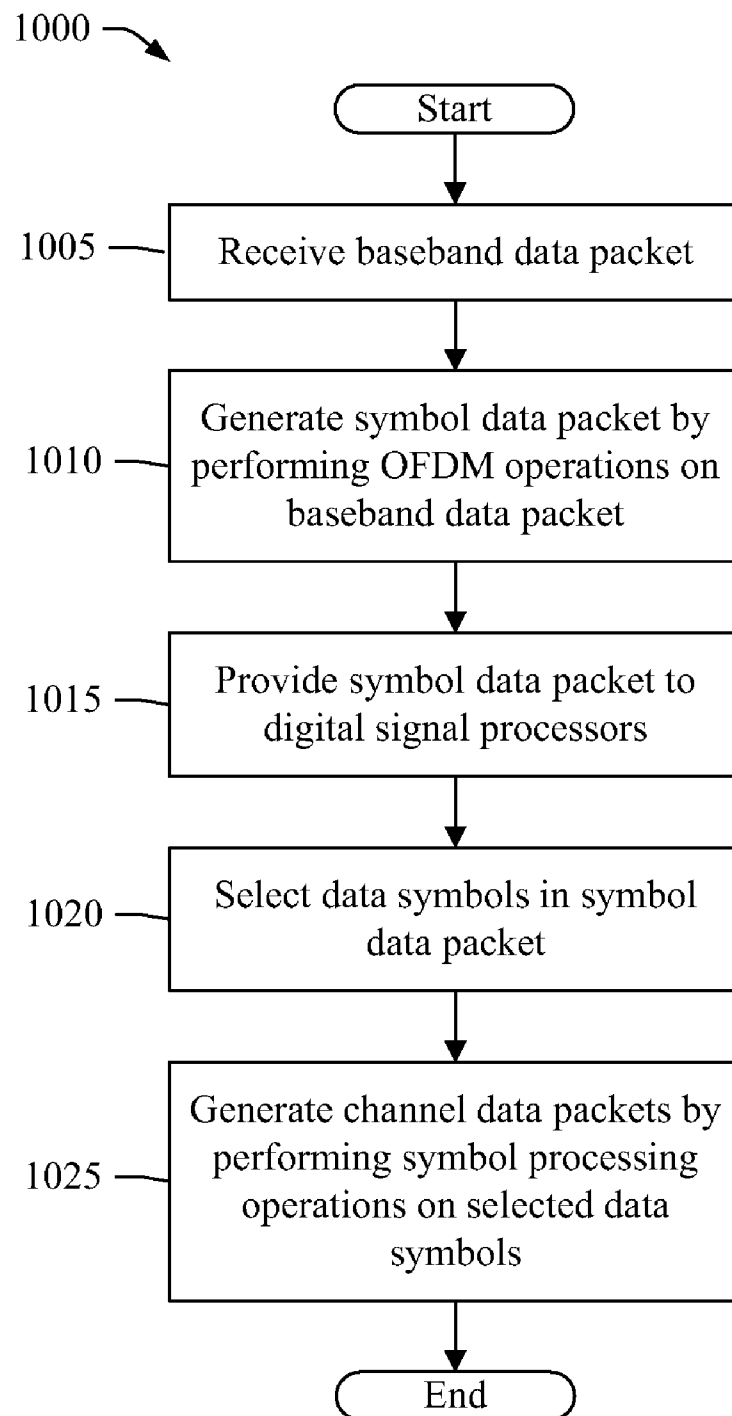 1000
Start
1005
Receive baseband data packet
1010
Generate symbol data packet by
performing OFDM operations on
baseband data packet
1015
Provide symbol data packet to
digital signal processors
1020
Select data symbols in symbol
data packet
1025
Generate channel data packets by
performing symbol processing
operations on selected data
symbols
End